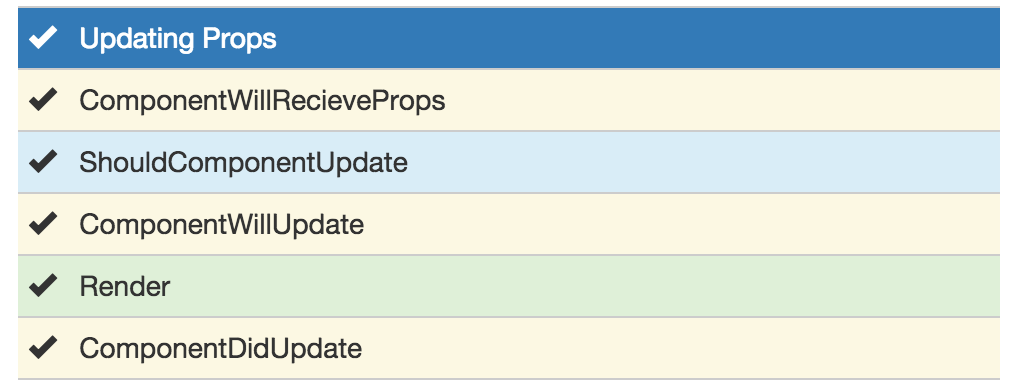 Updating Props
ComponentWillRecieveProps
ShouldComponentUpdate
ComponentWillUpdate
Render
ComponentDidUpdate